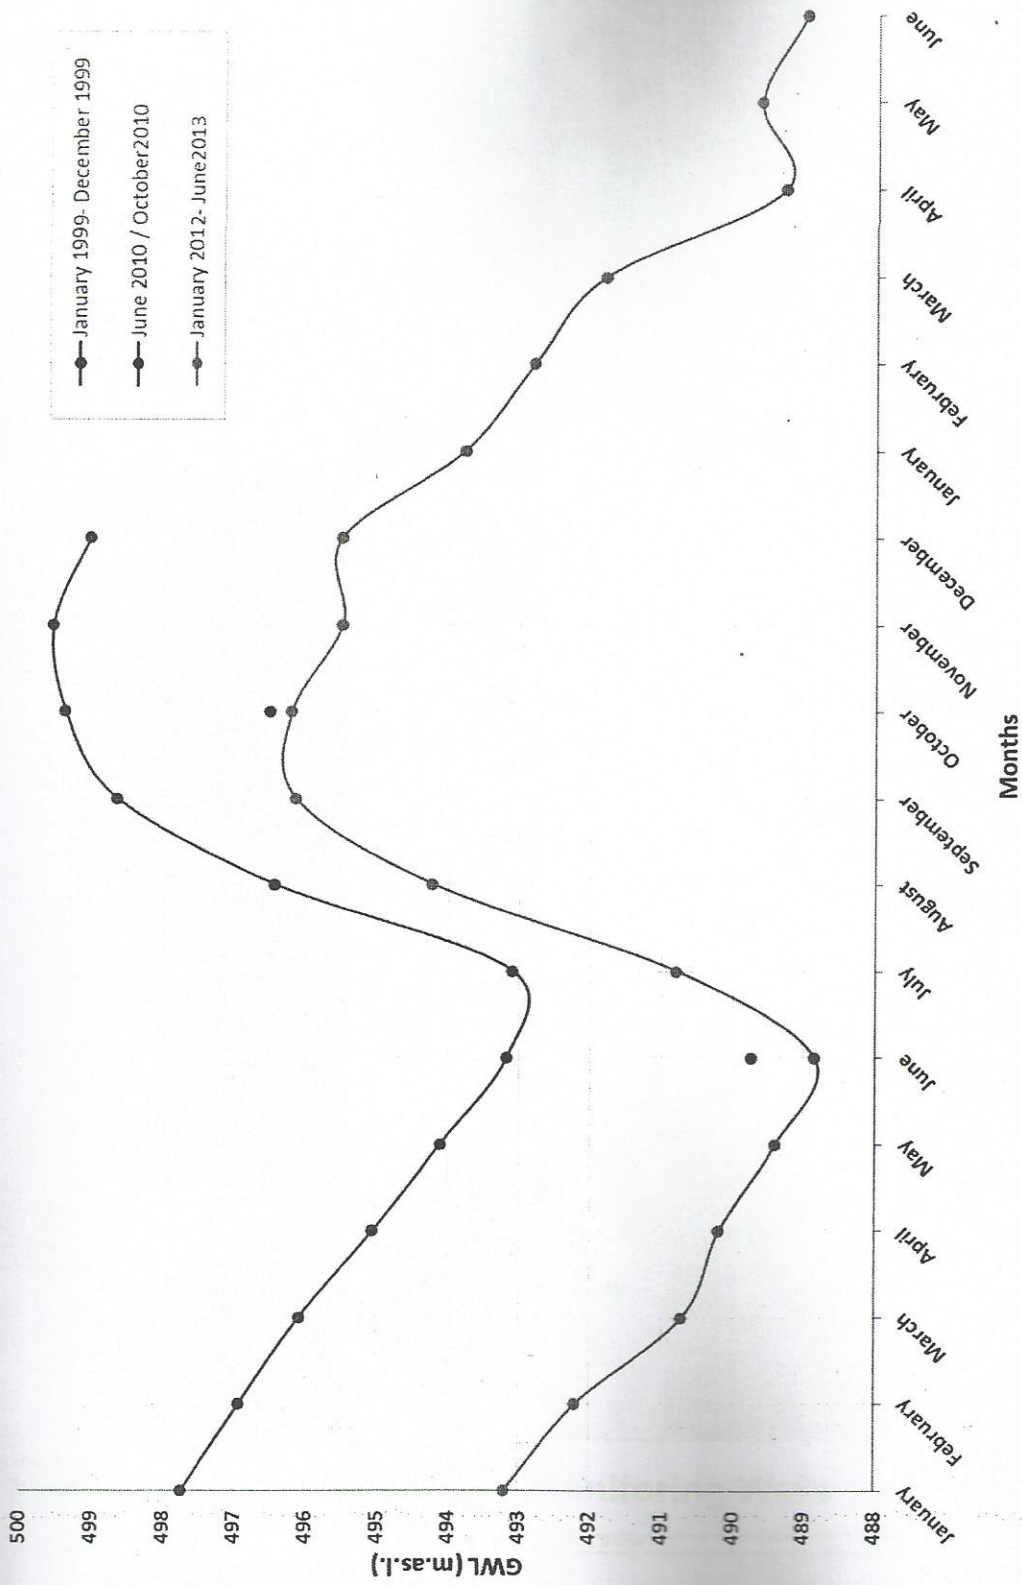 January 1999- December 1999
June 2010 / October2010
January 2012- June2013
GWL (m.as.l.)
500
499
498
497
496
495
494
493
492
491
490
489
488
January
February
March
April
May
June
July
August
September
October
November
December
January
February
March
April
May
June
Months